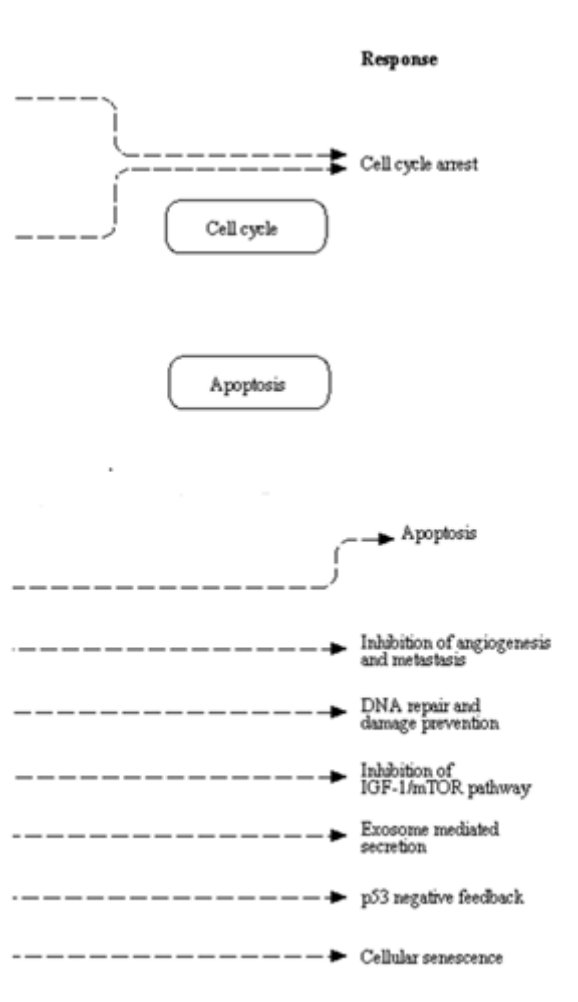 Response
Cell cycle arrest
Cell cycle
Apoptosis
Apoptosis
Inhibition of angiogenesis
and metastasis
DNA repair and
damage prevention
Inhibition of
IGF-1/mTOR pathway
Exosome mediated
secretion
p53 negative feedback
Cellular senescence